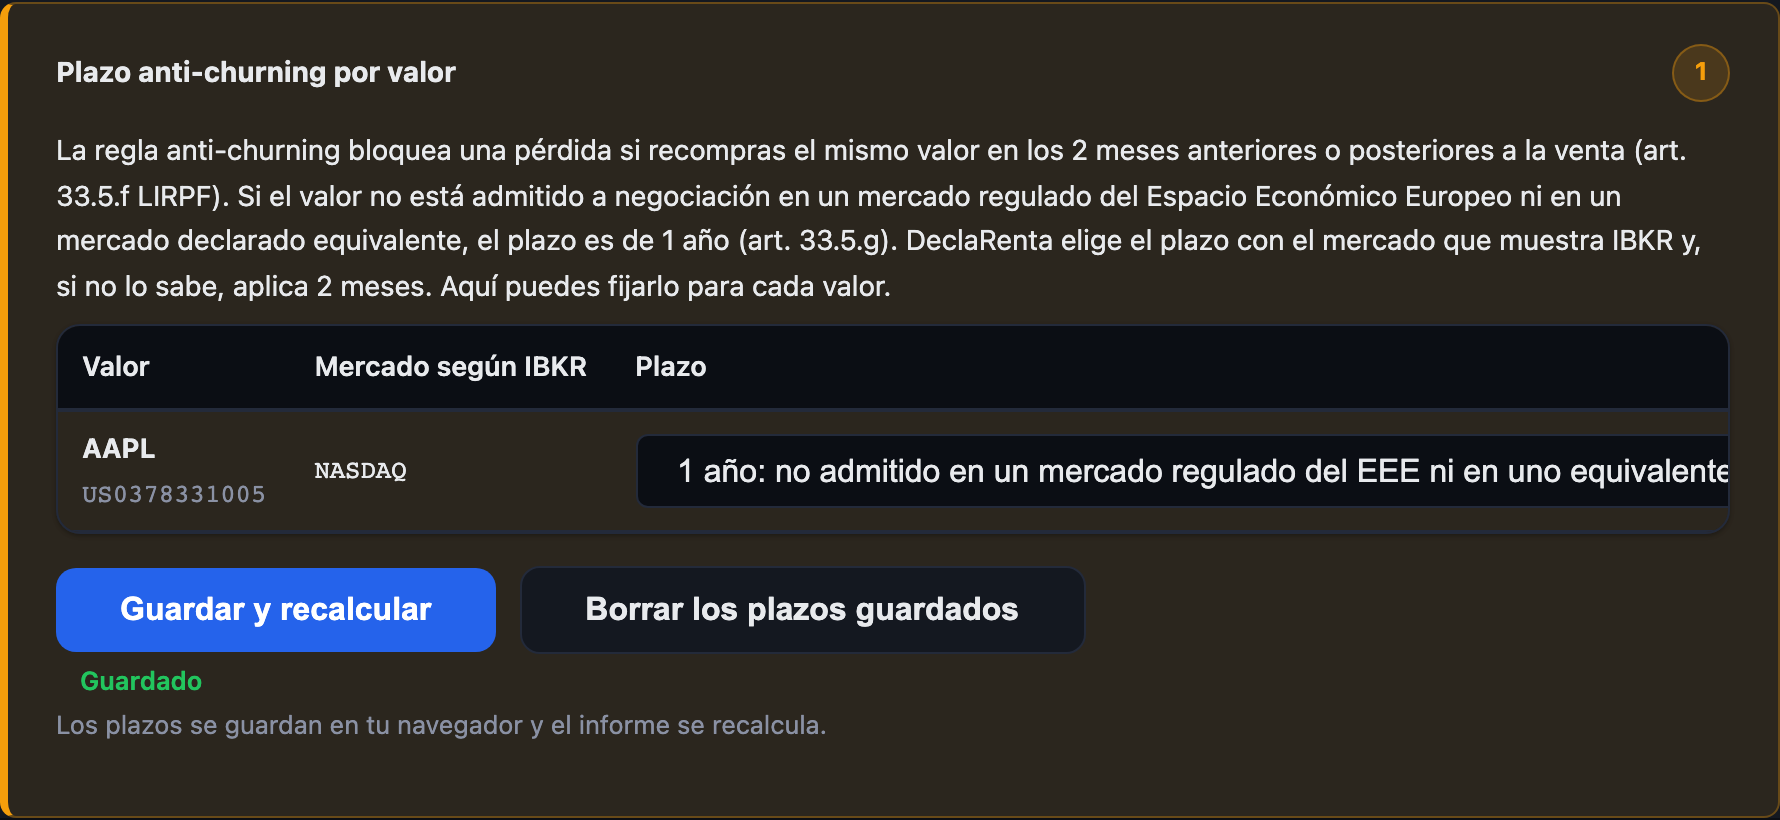 Plazo anti-churning por valor
1
La regla anti-churning bloquea una pérdida si recompras el mismo valor en los 2 meses anteriores o posteriores a la venta (art.
33.5.f LIRPF). Si el valor no está admitido a negociación en un mercado regulado del Espacio Económico Europeo ni en un
mercado declarado equivalente, el plazo es de 1 año (art. 33.5.g). DeclaRenta elige el plazo con el mercado que muestra IBKR y,
si no lo sabe, aplica 2 meses. Aquí puedes fijarlo para cada valor.
Valor Mercado según IBKR Plazo
AAPL
US0378331005
NASDAQ
1 año: no admitido en un mercado regulado del EEE ni en uno equivalente
Guardar y recalcular
Borrar los plazos guardados
Guardado
Los plazos se guardan en tu navegador y el informe se recalcula.